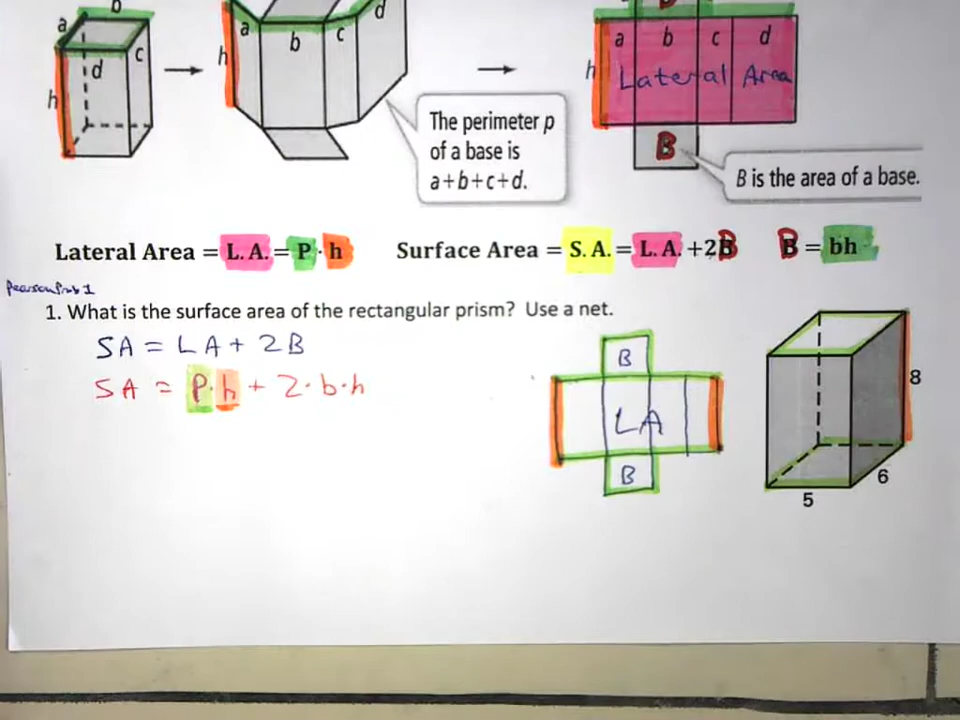 b
a
c
d
h
a
b
c
d
h
B
a b c d
h
Lateral Area
The perimeter p
of a base is
a+b+c+d.
B
B is the area of a base.
Lateral Area = L.A. = P · h Surface Area = S.A. = L.A. +2B B = bh
1. What is the surface area of the rectangular prism? Use a net.
SA = LA + 2B
SA = P·h + 2·b·h
B
LA
B
8
6
5